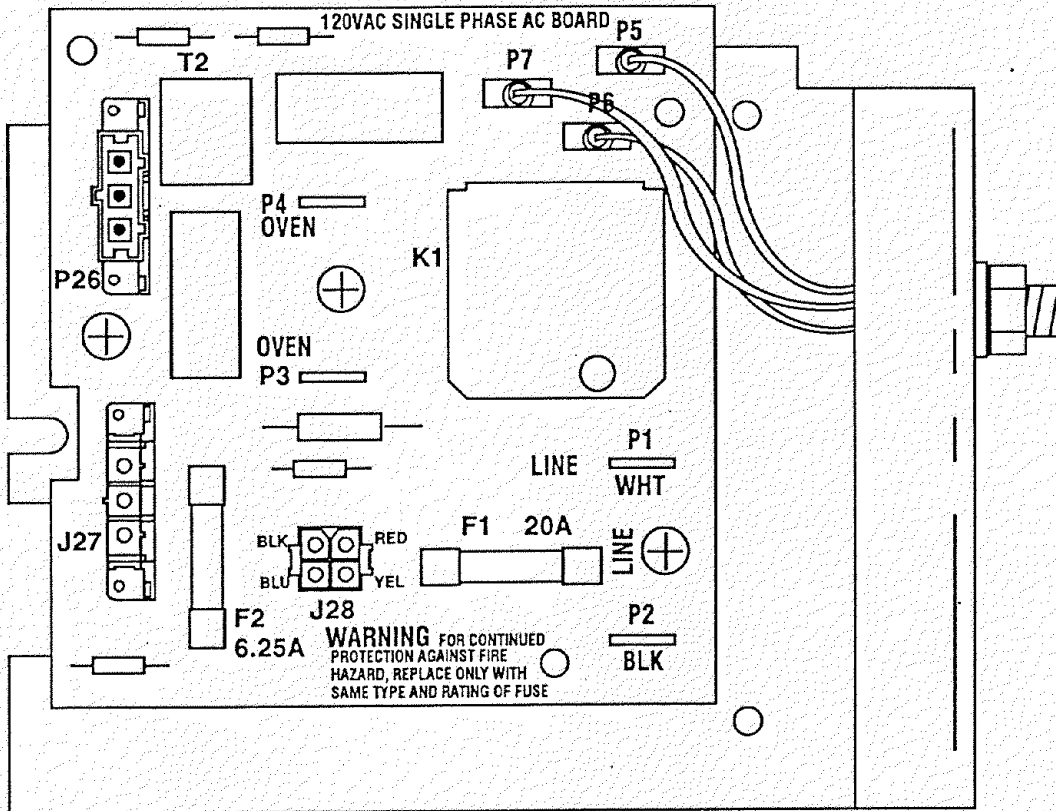 120VAC SINGLE PHASE AC BOARD
P5
P7
T2
P6
P4
OVEN
K1
P26
OVEN
P3
P1
LINE
WHT
F1 20A
J27
BLK
RED
LINE
BLU
YEL
J28
F2
6.25A
P2
BLK
WARNING FOR CONTINUED
PROTECTION AGAINST FIRE
HAZARD, REPLACE ONLY WITH
SAME TYPE AND RATING OF FUSE